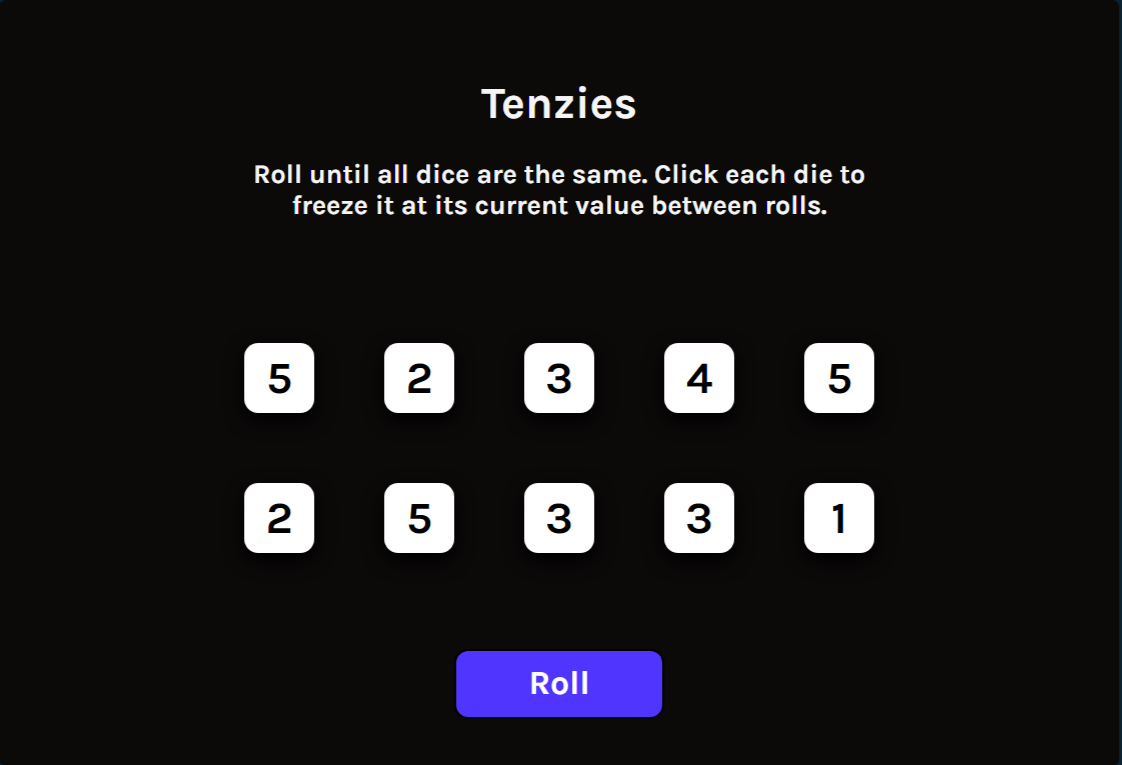 Tenzies
Roll until all dice are the same. Click each die to
freeze it at its current value between rolls.
5 2 3 4 5
2 5 3 3 1
Roll